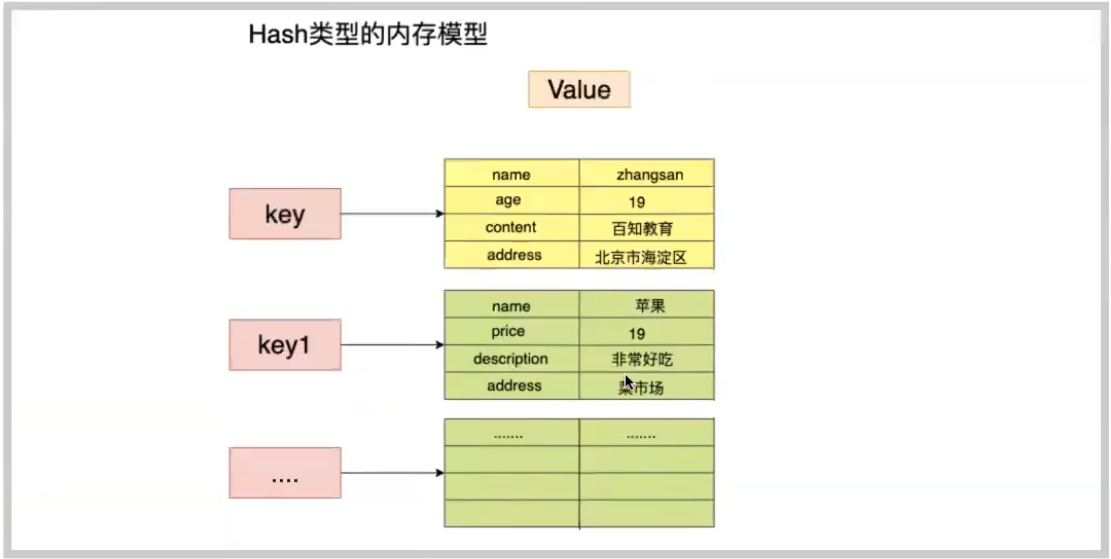 Hash类型的内存模型
Value
key
name zhangsan
age 19
content 百知教育
address 北京市海淀区
key1
name 苹果
price 19
description 非常好吃
address 菜市场
....
....... .......